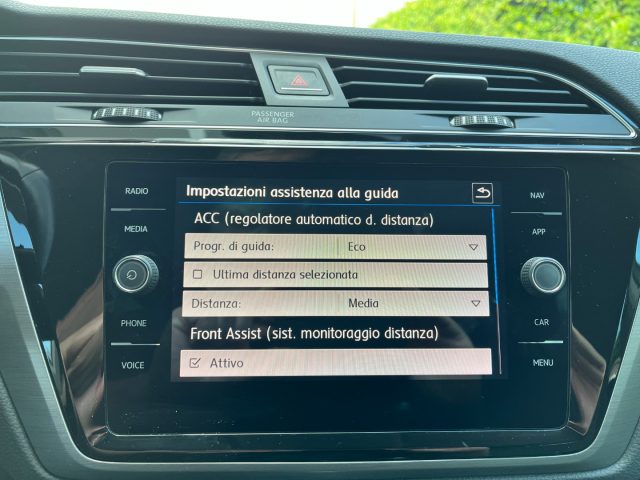 PASSENGER
AIR BAG
RADIO
MEDIA
PHONE
VOICE
Impostazioni assistenza alla guida
ACC (regolatore automatico d. distanza)
Progr. di guida: Eco
Ultima distanza selezionata
Distanza: Media
Front Assist (sist. monitoraggio distanza)
Attivo
NAV
APP
CAR
MENU